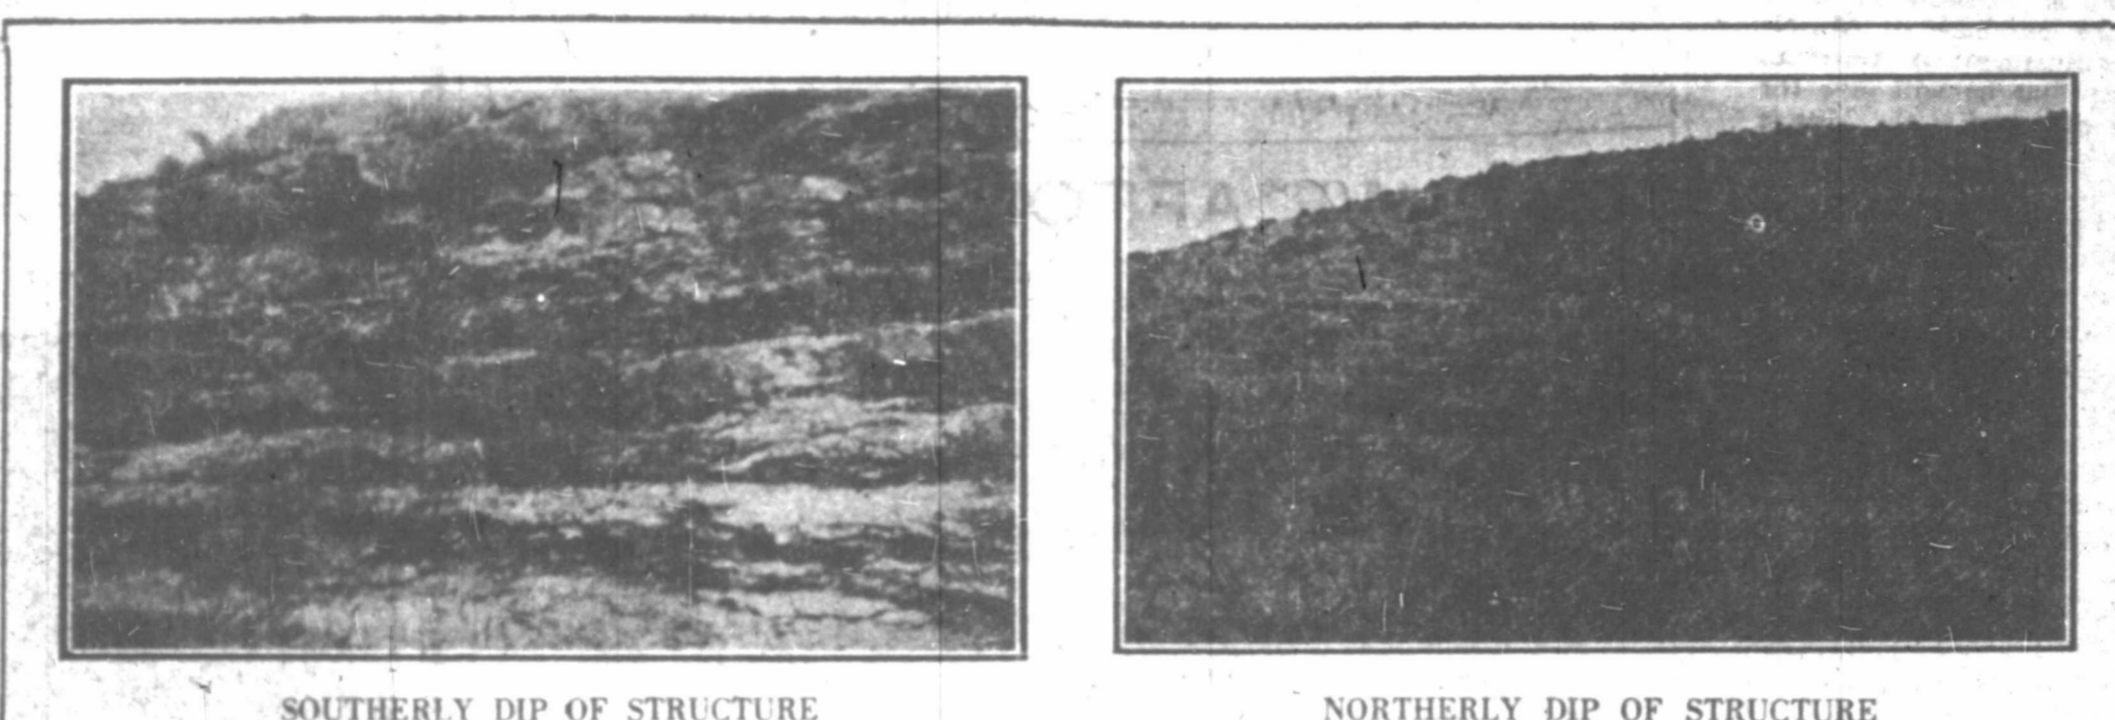 SOUTHERLY DIP OF STRUCTURE
NORTHERLY DIP OF STRUCTURE